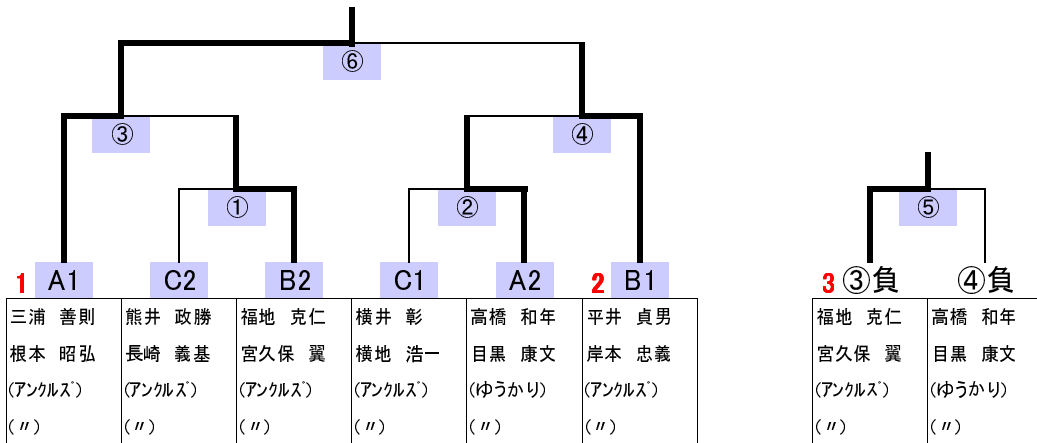 ⑥
③
④
①
②
⑤
1 A1 C2 B2 C1 A2 2 B1 3 ③負 ④負
三浦 善則 熊井 政勝 福地 克仁 横井 彰 高橋 和年 平井 貞男 福地 克仁 高橋 和年
根本 昭弘 長崎 義基 宮久保 翼 横地 浩一 目黒 康文 岸本 忠義 宮久保 翼 目黒 康文
(ｱﾝｸﾙｽﾞ) (ｱﾝｸﾙｽﾞ) (ｱﾝｸﾙｽﾞ) (ｱﾝｸﾙｽﾞ) (ゆうかり) (ｱﾝｸﾙｽﾞ) (ｱﾝｸﾙｽﾞ) (ゆうかり)
(〃) (〃) (〃) (〃) (〃) (〃) (〃) (〃)